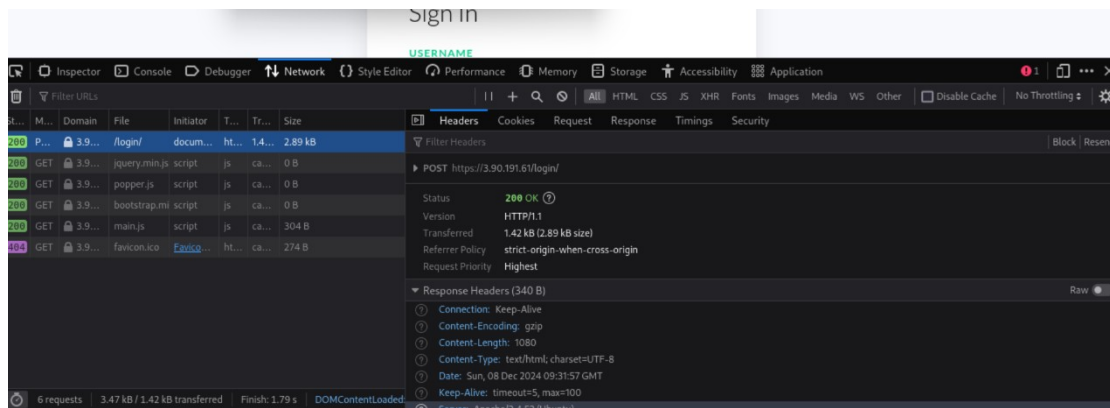 Sign In
USERNAME
Inspector Console Debugger Network {} Style Editor Performance Memory Storage Accessibility Application 1
Filter URLs
All HTML CSS JS XHR Fonts Images Media WS Other Disable Cache No Throttling
St... M... Domain File Initiator T... Tr... Size
200 P... 3.9... /login/ docum... ht... 1.4... 2.89 kB
200 GET 3.9... jquery.min.js script js ca... 0 B
200 GET 3.9... popper.js script js ca... 0 B
200 GET 3.9... bootstrap.mi script js ca... 0 B
200 GET 3.9... main.js script js ca... 304 B
404 GET 3.9... favicon.ico Favico... ht... ca... 274 B
6 requests 3.47 kB / 1.42 kB transferred Finish: 1.79 s DOMContentLoaded:
Headers Cookies Request Response Timings Security
Filter Headers Block Resen
POST https://3.90.191.61/login/
Status 200 OK
Version HTTP/1.1
Transferred 1.42 kB (2.89 kB size)
Referrer Policy strict-origin-when-cross-origin
Request Priority Highest
Response Headers (340 B) Raw
Connection: Keep-Alive
Content-Encoding: gzip
Content-Length: 1080
Content-Type: text/html; charset=UTF-8
Date: Sun, 08 Dec 2024 09:31:57 GMT
Keep-Alive: timeout=5, max=100